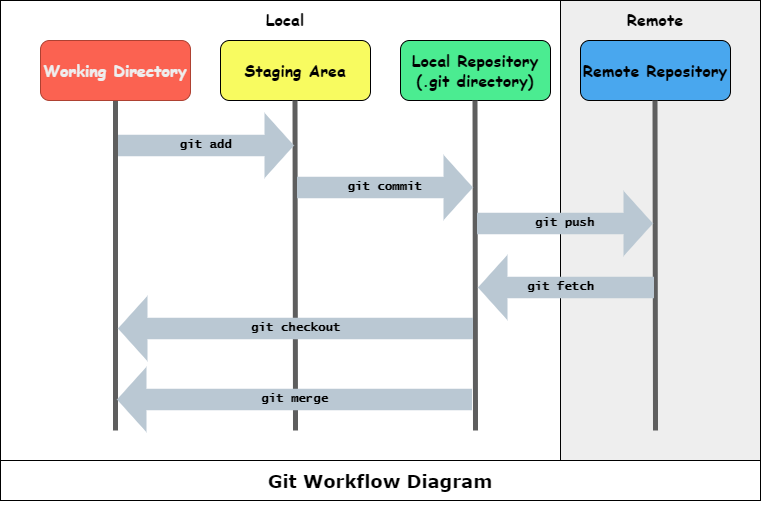 Local
Remote
Working Directory
Staging Area
Local Repository
(.git directory)
Remote Repository
git add
git commit
git push
git fetch
git checkout
git merge
Git Workflow Diagram